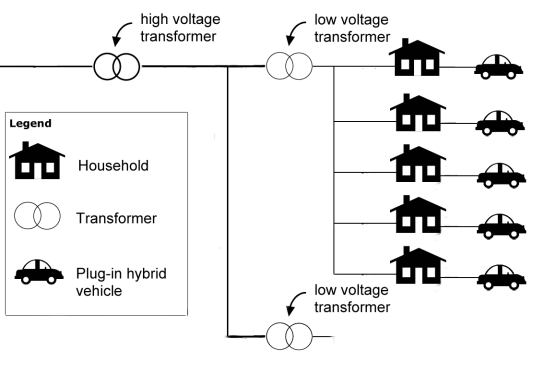 high voltage
transformer
low voltage
transformer
Legend
Household
Transformer
Plug-in hybrid
vehicle
low voltage
transformer